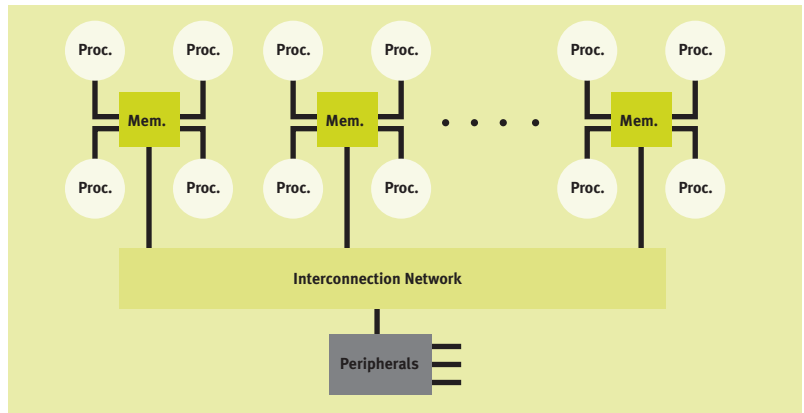 Proc. Proc. Proc. Proc. Proc. Proc.
Mem. Mem. Mem.
Proc. Proc. Proc. Proc. Proc. Proc.
Interconnection Network
Peripherals